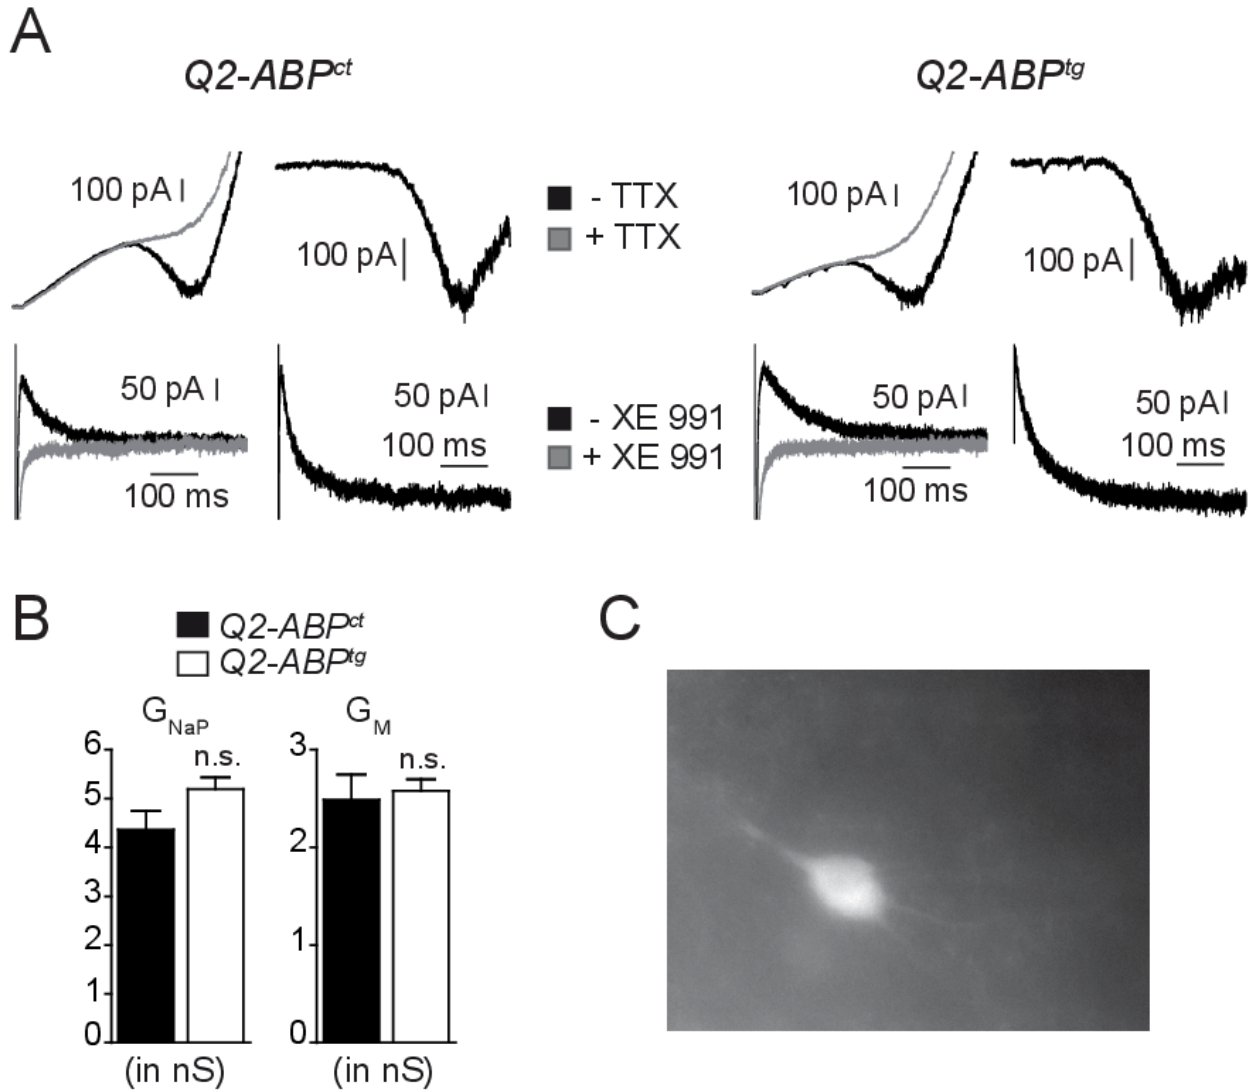 A
Q2-ABPct
Q2-ABPtg
100 pA
100 pA
- TTX
+ TTX
100 pA
100 pA
50 pA
50 pA
100 ms
100 ms
- XE 991
+ XE 991
50 pA
100 ms
50 pA
100 ms
B
Q2-ABPct
Q2-ABPtg
C
GNaP
GM
n.s.
n.s.
6
5
4
3
2
1
0
3
2
1
0
(in nS)
(in nS)